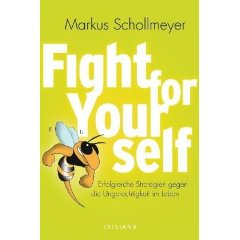 Markus Schollmeyer
Fight
for
Your
self
Erfolgreiche Strategien gegen
die Ungerechtigkeit im Leben
IRISIANA